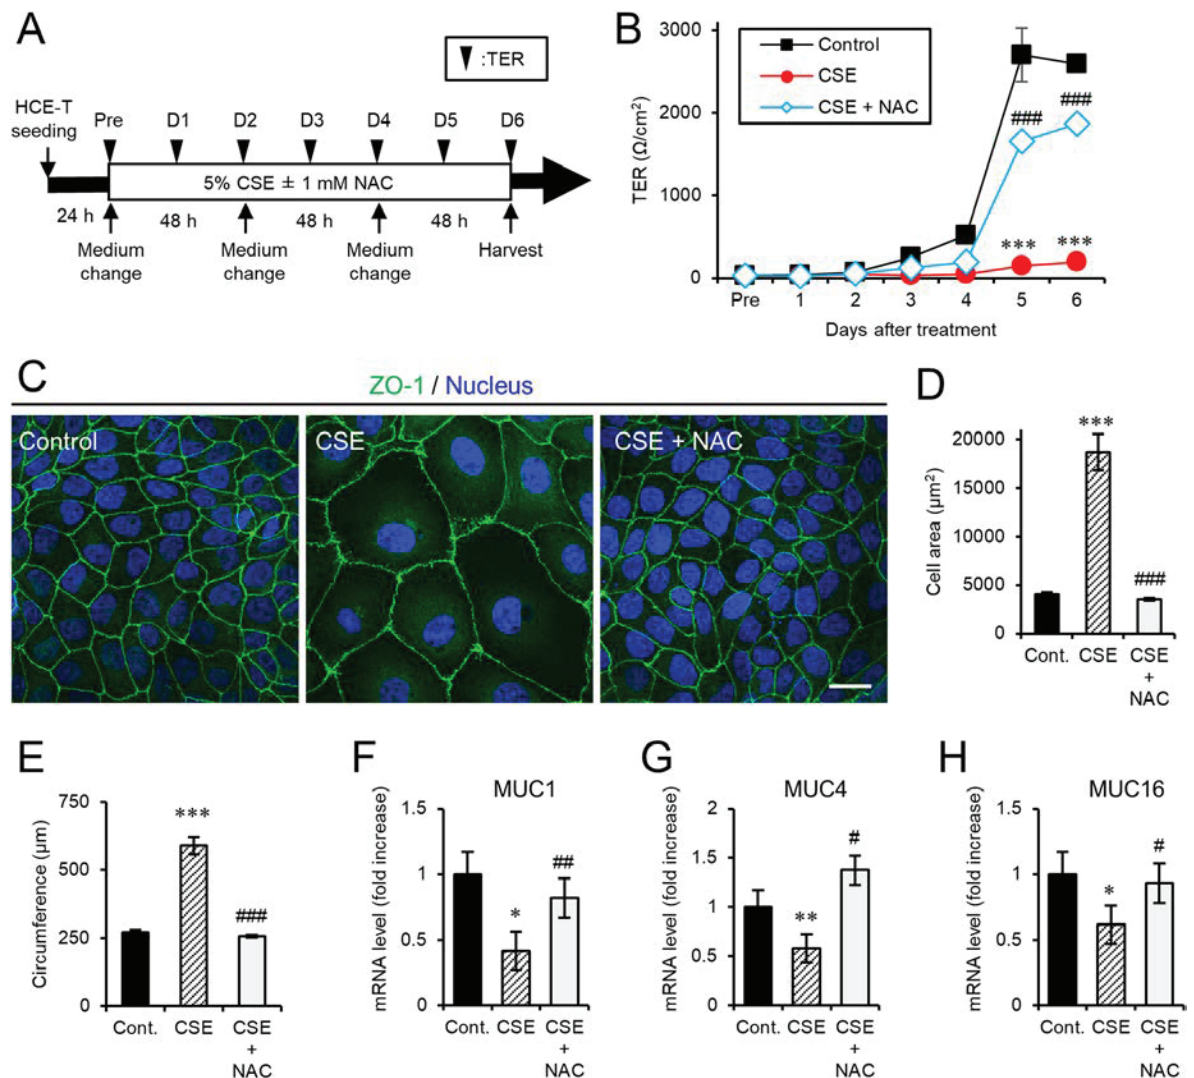 A
:TER
HCE-T
seeding
Pre D1 D2 D3 D4 D5 D6
5% CSE ± 1 mM NAC
24 h 48 h 48 h 48 h
Medium change Medium change Medium change Harvest
B
3000
2000
1000
0
TER (Ω/cm²)
Control
CSE
CSE + NAC
### ###
*** ***
Pre 1 2 3 4 5 6
Days after treatment
C
ZO-1 / Nucleus
Control CSE CSE + NAC
D
20000
15000
10000
5000
0
Cell area (µm²)
***
###
Cont. CSE CSE
+
NAC
E
750
500
250
0
Circumference (µm)
***
###
Cont. CSE CSE
+
NAC
F
MUC1
1.5
1
0.5
0
mRNA level (fold increase)
*
##
Cont. CSE CSE
+
NAC
G
MUC4
2
1.5
1
0.5
0
mRNA level (fold increase)
**
#
Cont. CSE CSE
+
NAC
H
MUC16
1.5
1
0.5
0
mRNA level (fold increase)
*
#
Cont. CSE CSE
+
NAC